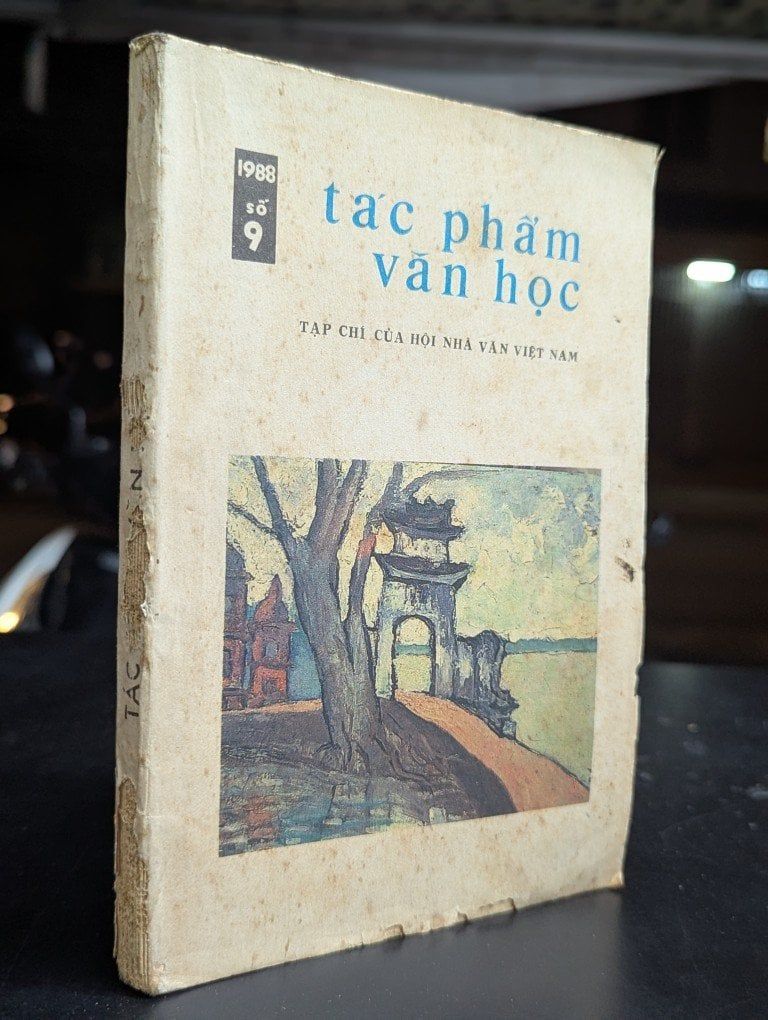 1988
số
9
tác phẩm
văn học
TẠP CHÍ CỦA HỘI NHÀ VĂN VIỆT NAM
TÁC